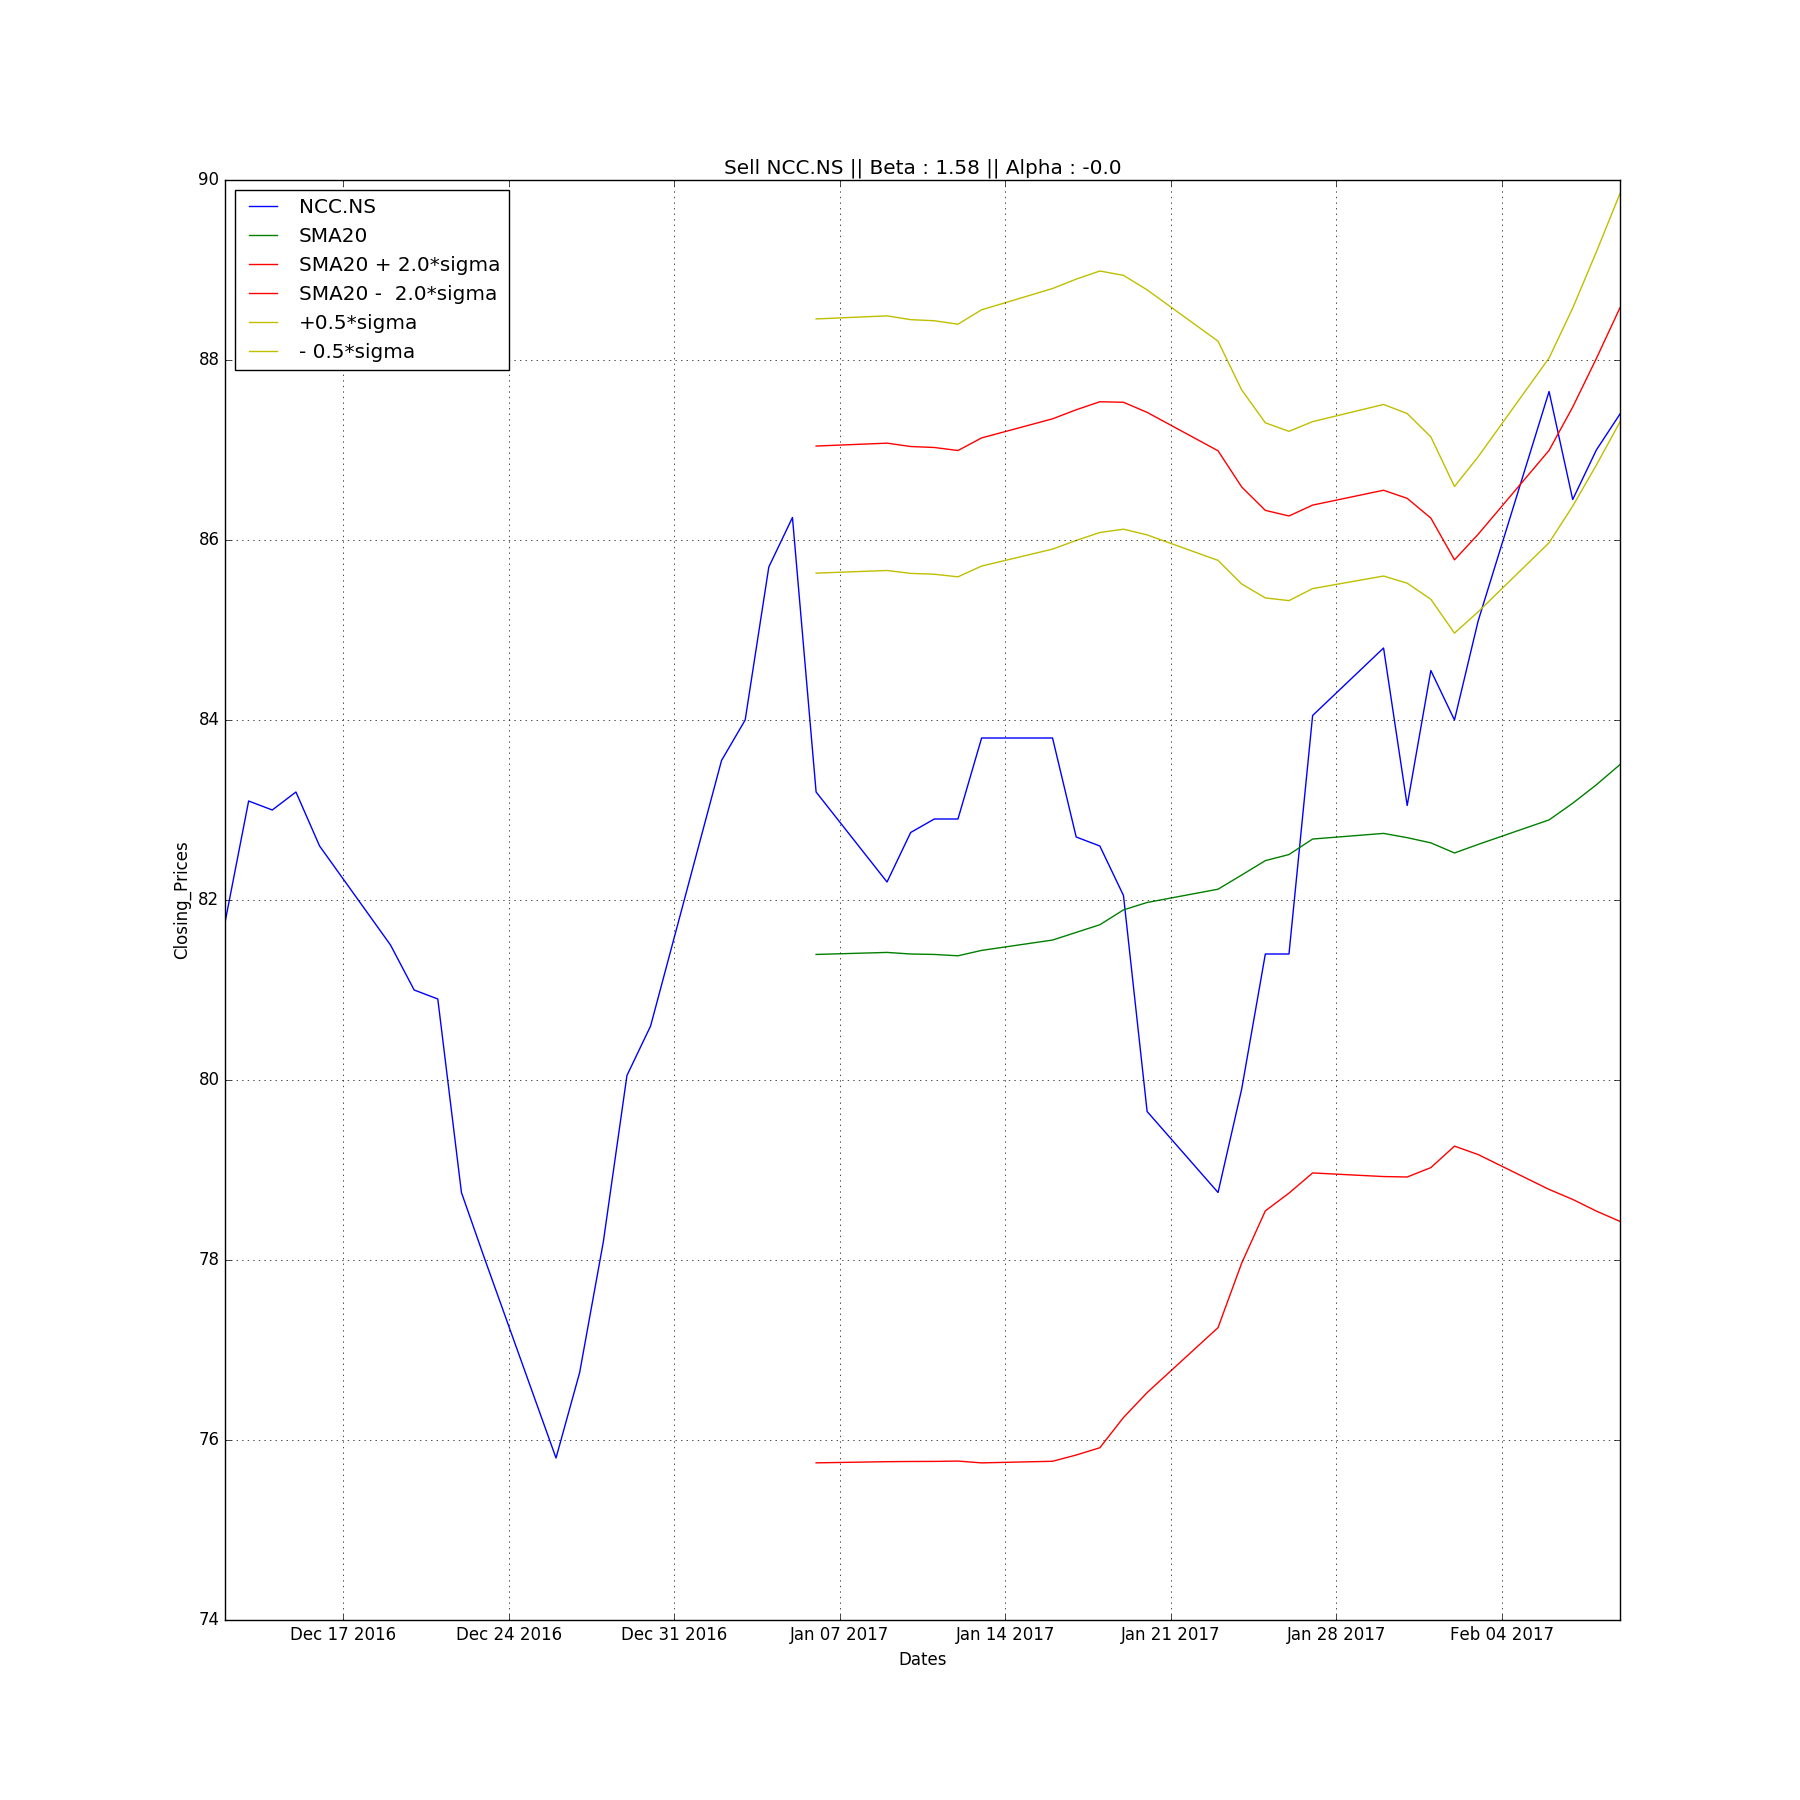 Sell NCC.NS || Beta : 1.58 || Alpha : -0.0
90
88
86
84
82
80
78
76
74
Closing_Prices
NCC.NS
SMA20
SMA20 + 2.0*sigma
SMA20 -  2.0*sigma
+0.5*sigma
- 0.5*sigma
Dec 17 2016
Dec 24 2016
Dec 31 2016
Jan 07 2017
Jan 14 2017
Jan 21 2017
Jan 28 2017
Feb 04 2017
Dates